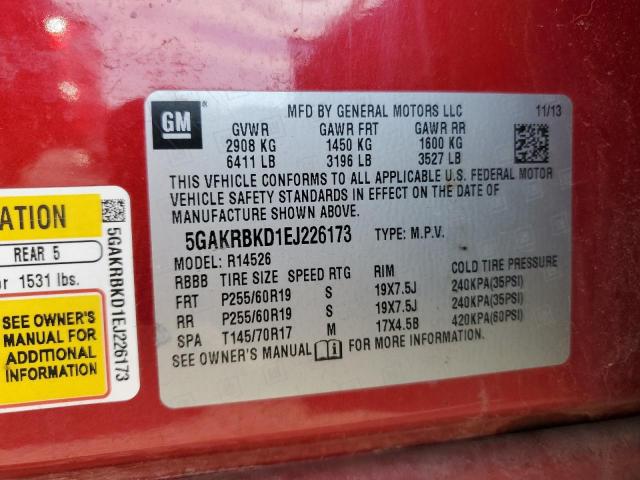 GM
®
MFD BY GENERAL MOTORS LLC 11/13
GVWR GAWR FRT GAWR RR
2908 KG 1450 KG 1600 KG
6411 LB 3196 LB 3527 LB
THIS VEHICLE CONFORMS TO ALL APPLICABLE U.S. FEDERAL MOTOR
VEHICLE SAFETY STANDARDS IN EFFECT ON THE DATE OF
MANUFACTURE SHOWN ABOVE.
5GAKRBKD1EJ226173 TYPE: M.P.V.
MODEL: R14526
RBBB TIRE SIZE SPEED RTG RIM COLD TIRE PRESSURE
FRT P255/60R19 S 19X7.5J 240KPA(35PSI)
RR P255/60R19 S 19X7.5J 240KPA(35PSI)
SPA T145/70R17 M 17X4.5B 420KPA(60PSI)
SEE OWNER'S MANUAL FOR MORE INFORMATION
ATION
REAR 5
or 1531 lbs.
SEE OWNER'S
MANUAL FOR
ADDITIONAL
INFORMATION
5GAKRBKD1EJ226173